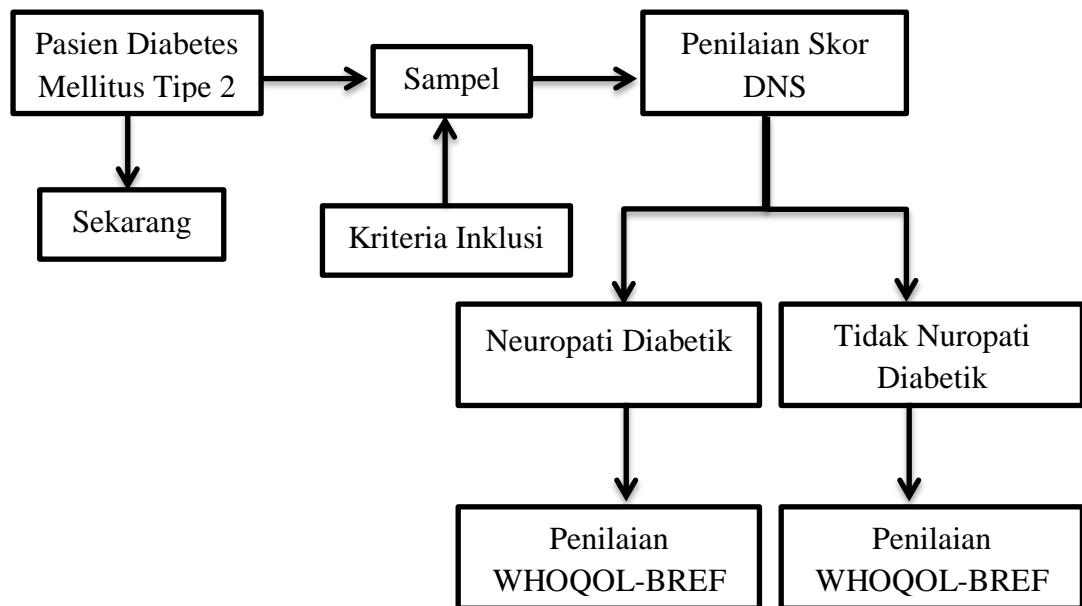 Pasien Diabetes
Mellitus Tipe 2
Sampel
Penilaian Skor
DNS
Sekarang
Kriteria Inklusi
Neuropati Diabetik
Tidak Nuropati
Diabetik
Penilaian
WHOQOL-BREF
Penilaian
WHOQOL-BREF